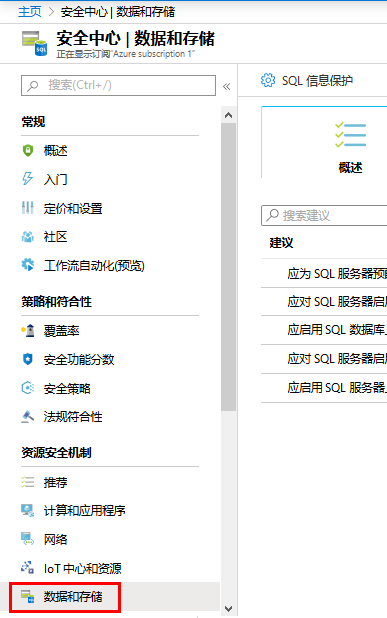 主页 > 安全中心 | 数据和存储
安全中心 | 数据和存储
正在显示订阅"Azure subscription 1"
搜索(Ctrl+/)
«
常规
概述
入门
定价和设置
社区
工作流自动化(预览)
策略和符合性
覆盖率
安全功能分数
安全策略
法规符合性
资源安全机制
推荐
计算和应用程序
网络
IoT 中心和资源
数据和存储
SQL 信息保护
概述
搜索建议
建议
应为 SQL 服务器预
应对 SQL 服务器启用
应启用 SQL 数据库上
应对 SQL 服务器启用
应启用 SQL 服务器上